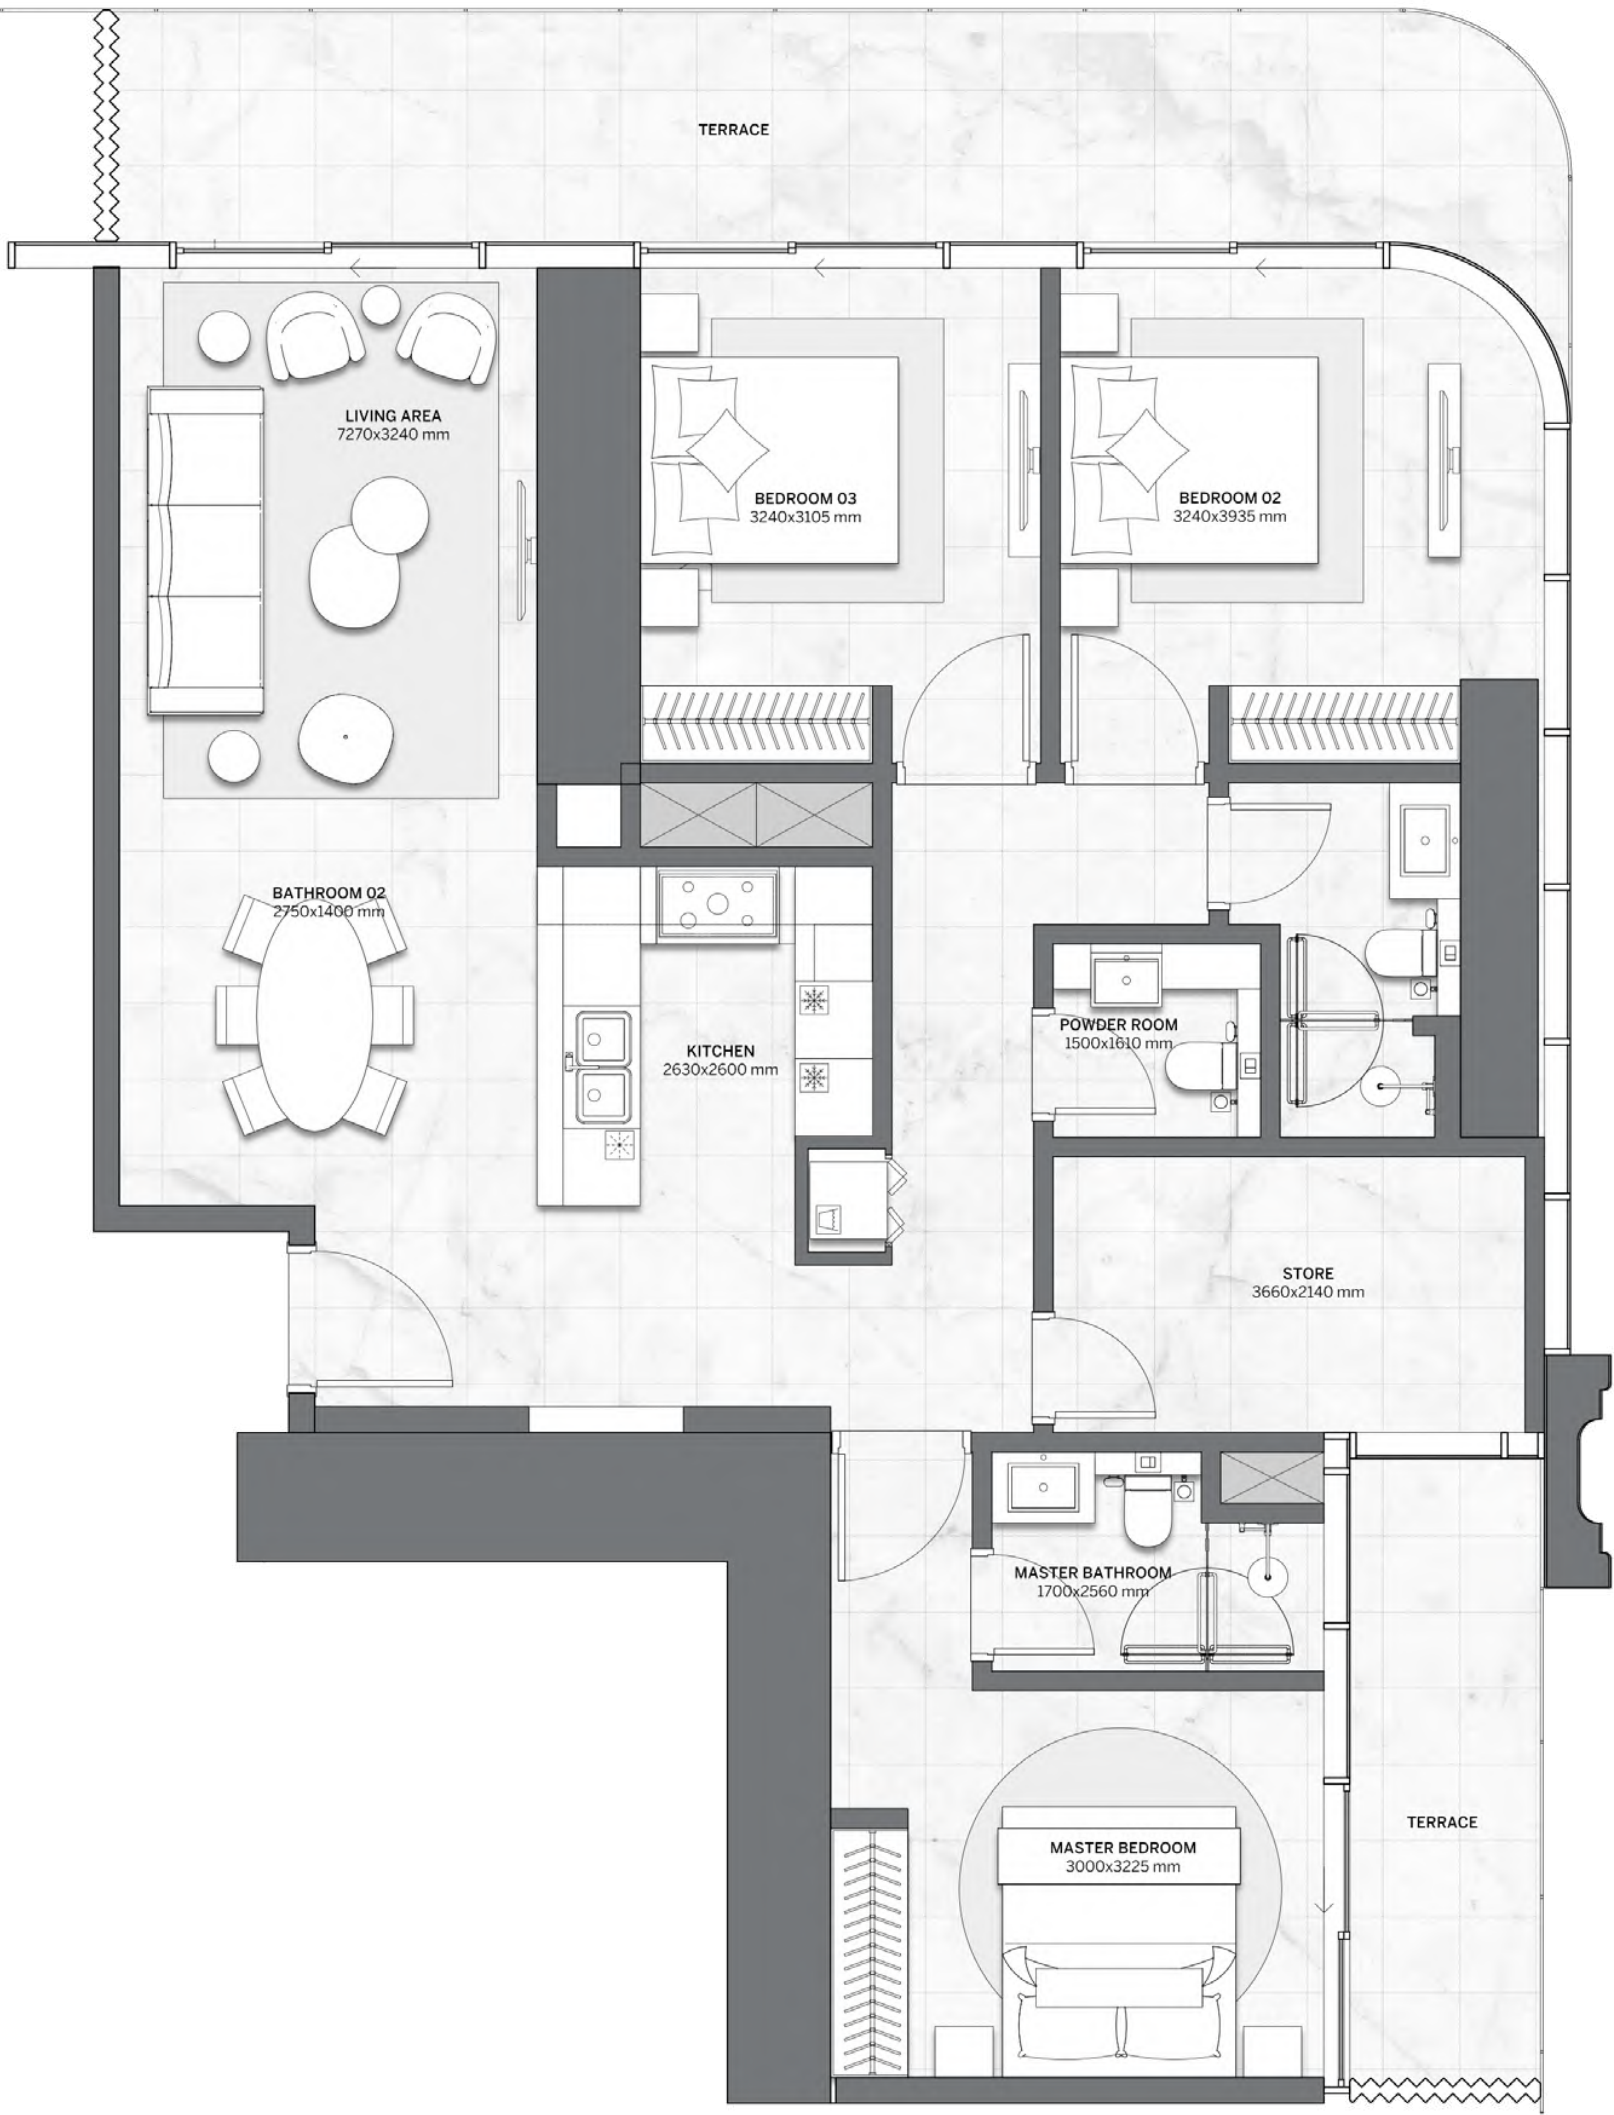 TERRACE
LIVING AREA
7270x3240 mm
BEDROOM 03
3240x3105 mm
BEDROOM 02
3240x3935 mm
BATHROOM 02
2750x1400 mm
KITCHEN
2630x2600 mm
POWDER ROOM
1500x1610 mm
STORE
3660x2140 mm
MASTER BATHROOM
1700x2560 mm
MASTER BEDROOM
3000x3225 mm
TERRACE